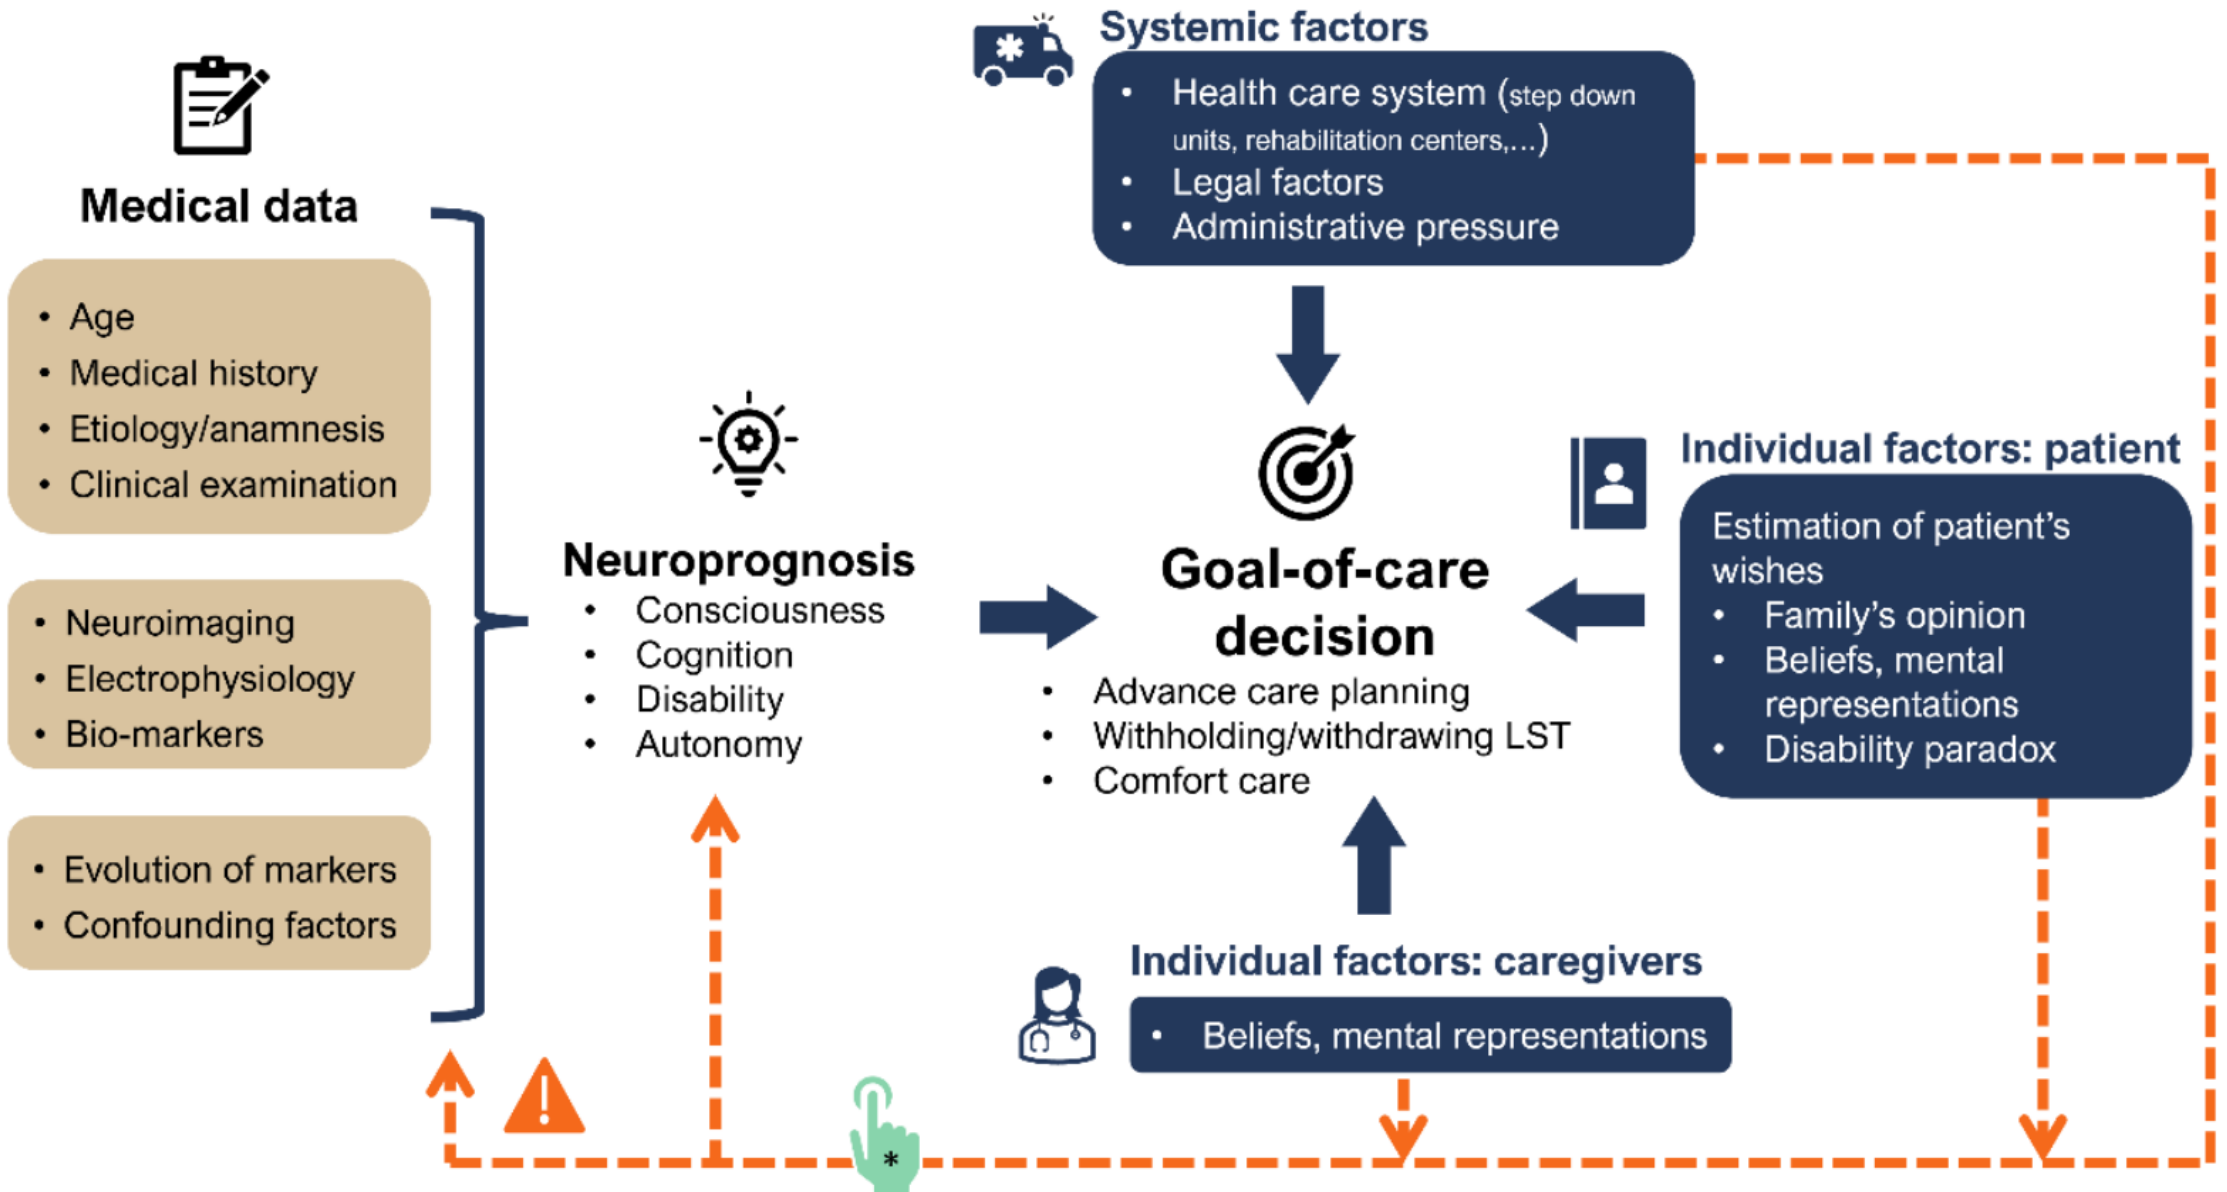 Medical data
• Age
• Medical history
• Etiology/anamnesis
• Clinical examination
• Neuroimaging
• Electrophysiology
• Bio-markers
• Evolution of markers
• Confounding factors
Neuroprognosis
• Consciousness
• Cognition
• Disability
• Autonomy
Systemic factors
• Health care system (step down
units, rehabilitation centers,...)
• Legal factors
• Administrative pressure
Goal-of-care
decision
• Advance care planning
• Withholding/withdrawing LST
• Comfort care
Individual factors: patient
Estimation of patient's
wishes
• Family's opinion
• Beliefs, mental
representations
• Disability paradox
Individual factors: caregivers
• Beliefs, mental representations
!
*